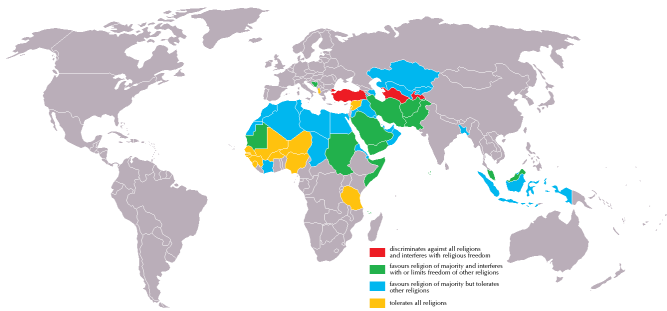 discriminates against all religions
and interferes with religious freedom
favours religion of majority and interferes
with or limits freedom of other religions
favours religion of majority but tolerates
other religions
tolerates all religions